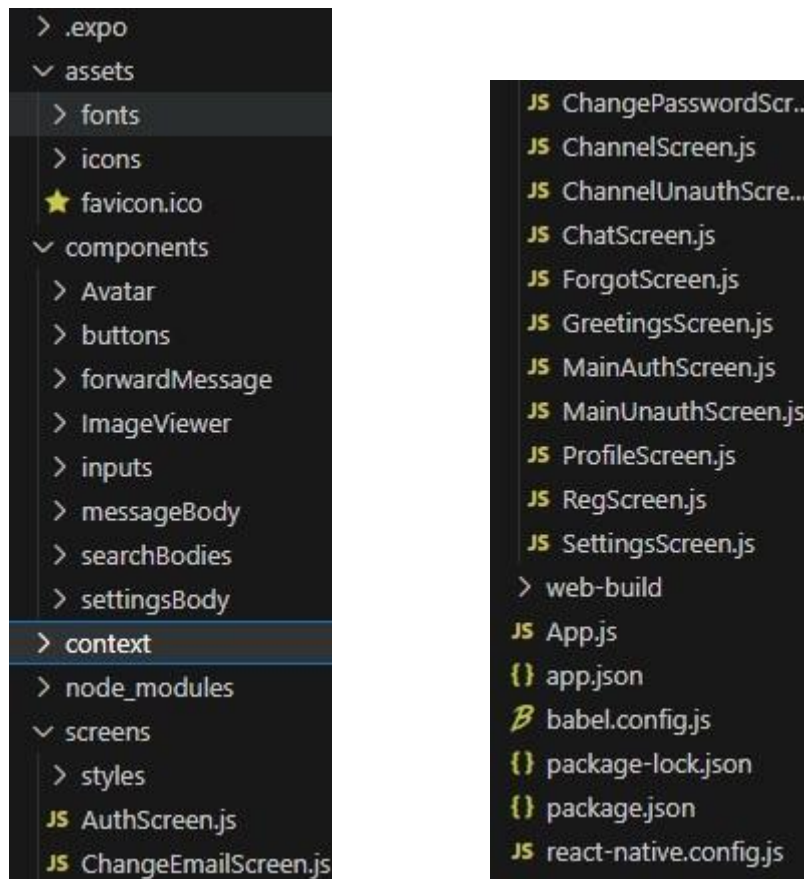 .expo
assets
fonts
icons
favicon.ico
components
Avatar
buttons
forwardMessage
ImageViewer
inputs
messageBody
searchBodies
settingsBody
context
node_modules
screens
styles
JS AuthScreen.js
JS ChangeEmailScreen.js
JS ChangePasswordScr...
JS ChannelScreen.js
JS ChannelUnauthScre...
JS ChatScreen.js
JS ForgotScreen.js
JS GreetingsScreen.js
JS MainAuthScreen.js
JS MainUnauthScreen.js
JS ProfileScreen.js
JS RegScreen.js
JS SettingsScreen.js
web-build
JS App.js
{} app.json
B babel.config.js
{} package-lock.json
{} package.json
JS react-native.config.js